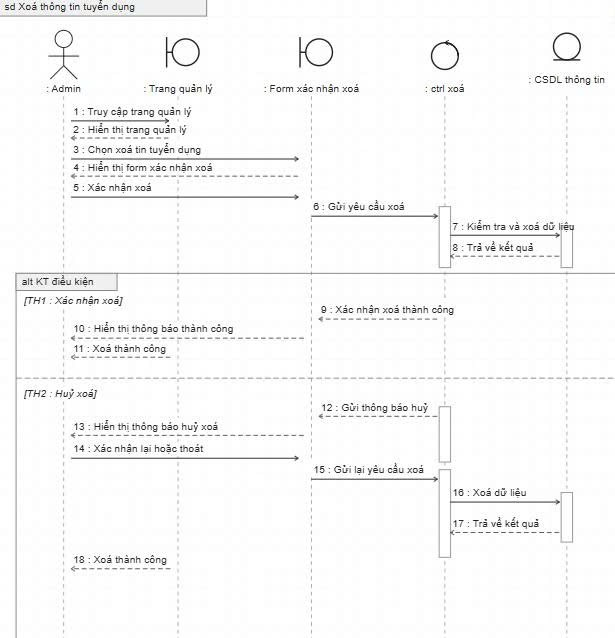 sd Xoá thông tin tuyển dụng
: Admin
: Trang quản lý
: Form xác nhận xoá
: ctrl xoá
: CSDL thông tin
1 : Truy cập trang quản lý
2 : Hiển thị trang quản lý
3 : Chọn xoá tin tuyển dụng
4 : Hiển thị form xác nhận xoá
5 : Xác nhận xoá
6 : Gửi yêu cầu xoá
7 : Kiểm tra và xoá dữ liệu
8 : Trả về kết quả
alt KT điều kiện
[TH1 : Xác nhận xoá]
9 : Xác nhận xoá thành công
10 : Hiển thị thông báo thành công
11 : Xoá thành công
[TH2 : Huỷ xoá]
12 : Gửi thông báo huỷ
13 : Hiển thị thông báo huỷ xoá
14 : Xác nhận lại hoặc thoát
15 : Gửi lại yêu cầu xoá
16 : Xoá dữ liệu
17 : Trả về kết quả
18 : Xoá thành công